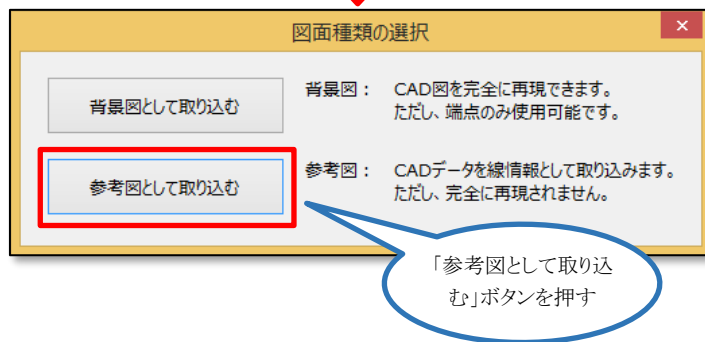 図面種類の選択
背景図として取り込む
背景図： CAD図を完全に再現できます。
ただし、端点のみ使用可能です。
参考図として取り込む
参考図： CADデータを線情報として取り込みます。
ただし、完全に再現されません。
「参考図として取り込
む」ボタンを押す